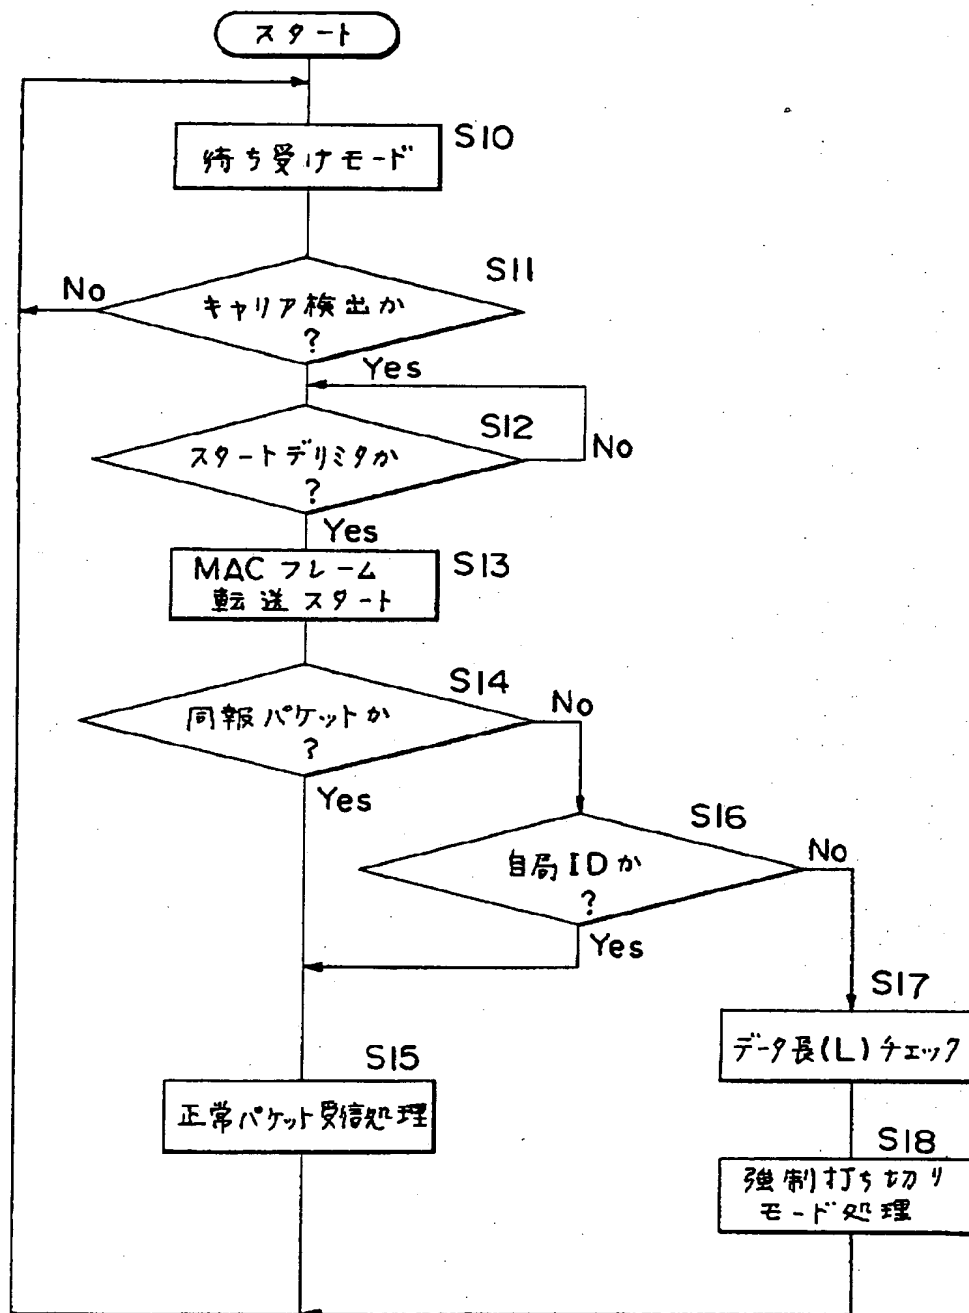 スタート
S10
待ち受けモード
S11
No
キャリア検出か
?
Yes
S12
スタートデリミタか
?
No
Yes
S13
MACフレーム
転送スタート
S14
同報パケットか
?
No
Yes
S16
自局IDか
?
No
Yes
S17
データ長(L)チェック
S15
正常パケット受信処理
S18
強制打ち切り
モード処理